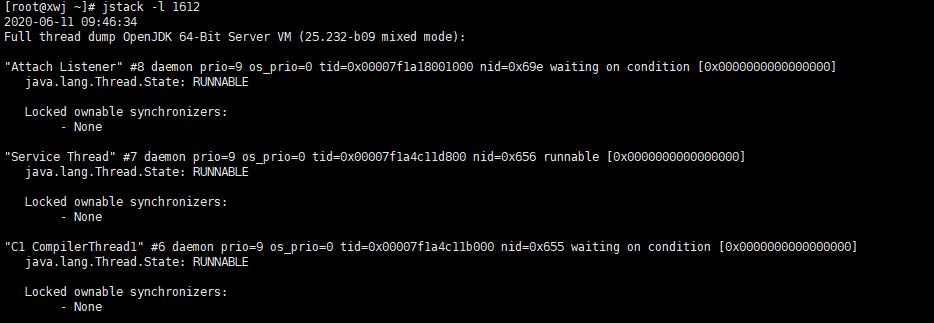 [root@xwj ~]# jstack -l 1612
2020-06-11 09:46:34
Full thread dump OpenJDK 64-Bit Server VM (25.232-b09 mixed mode):
"Attach Listener" #8 daemon prio=9 os_prio=0 tid=0x00007f1a18001000 nid=0x69e waiting on condition [0x0000000000000000]
java.lang.Thread.State: RUNNABLE
Locked ownable synchronizers:
- None
"Service Thread" #7 daemon prio=9 os_prio=0 tid=0x00007f1a4c11d800 nid=0x656 runnable [0x0000000000000000]
java.lang.Thread.State: RUNNABLE
Locked ownable synchronizers:
- None
"C1 CompilerThread1" #6 daemon prio=9 os_prio=0 tid=0x00007f1a4c11b000 nid=0x655 waiting on condition [0x0000000000000000]
java.lang.Thread.State: RUNNABLE
Locked ownable synchronizers:
- None